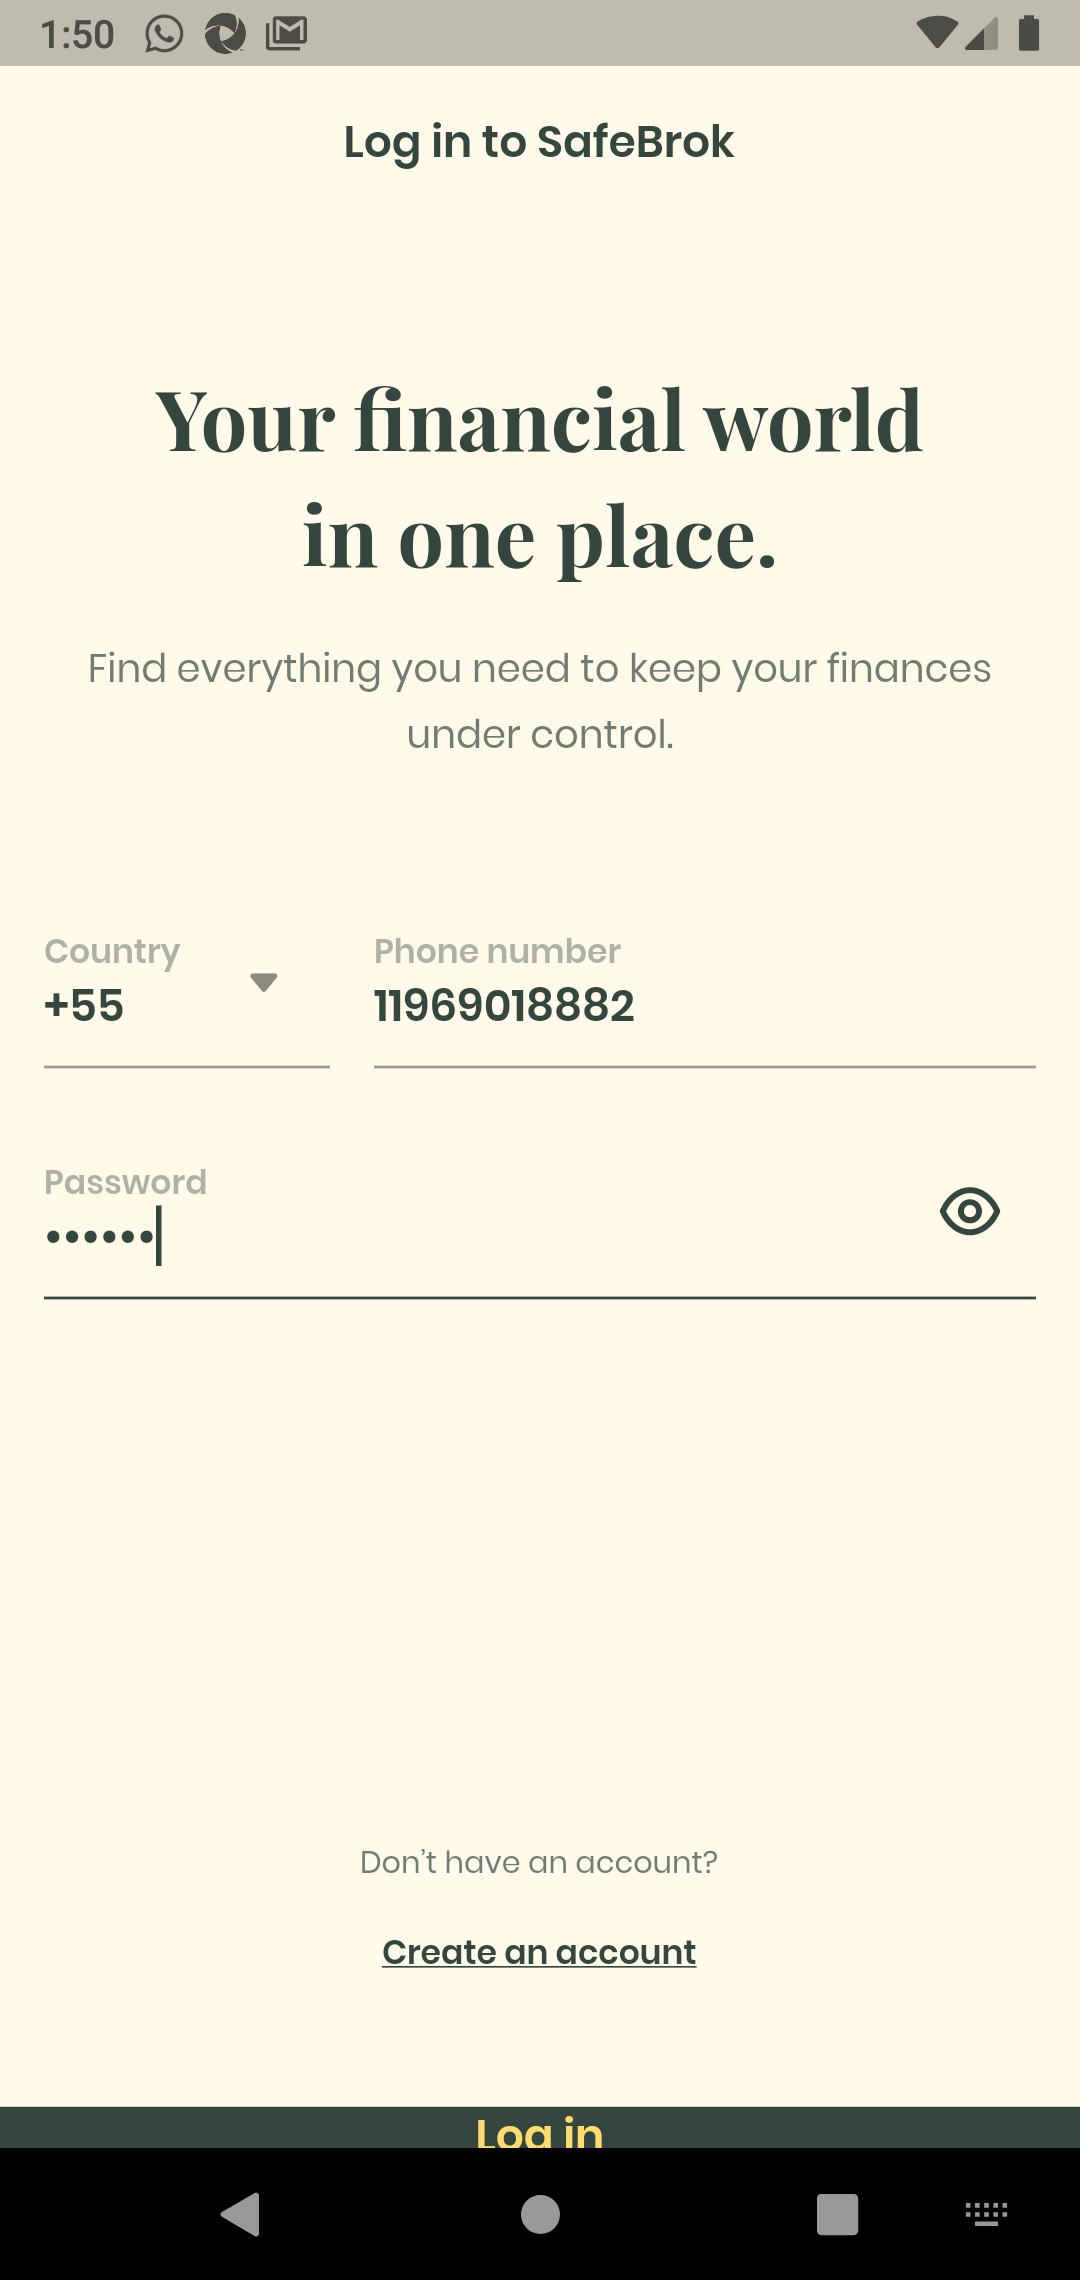 1:50
Log in to SafeBrok
Your financial world
in one place.
Find everything you need to keep your finances
under control.
Country
+55
Phone number
11969018882
Password
••••••
Don’t have an account?
Create an account
Log in